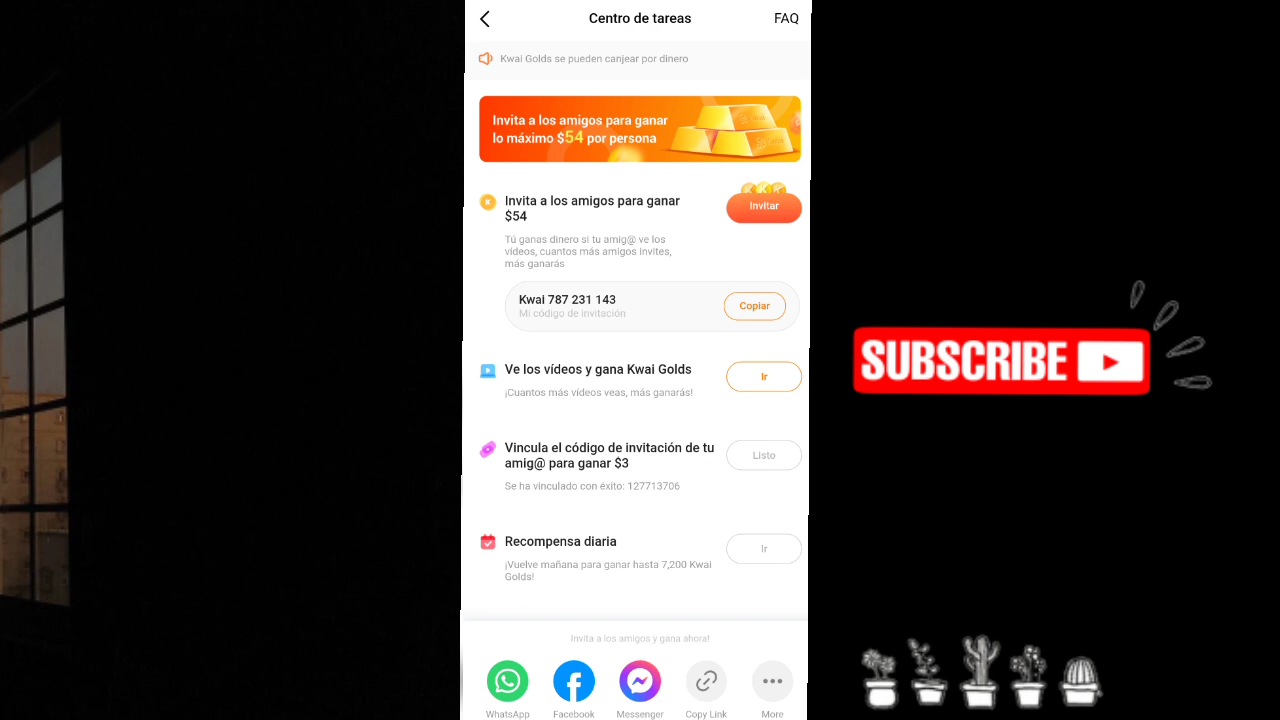 Centro de tareas
FAQ
Kwai Golds se pueden canjear por dinero
Invita a los amigos para ganar
lo máximo $54 por persona
Invita a los amigos para ganar
$54
Invitar
Tú ganas dinero si tu amig@ ve los
vídeos, cuantos más amigos invites,
más ganarás
Kwai 787 231 143
Mi código de invitación
Copiar
Ve los vídeos y gana Kwai Golds
Ir
¡Cuantos más vídeos veas, más ganarás!
Vincula el código de invitación de tu
amig@ para ganar $3
Listo
Se ha vinculado con éxito: 127713706
Recompensa diaria
Ir
¡Vuelve mañana para ganar hasta 7,200 Kwai
Golds!
Invita a los amigos y gana ahora!
WhatsApp
Facebook
Messenger
Copy Link
More
SUBSCRIBE